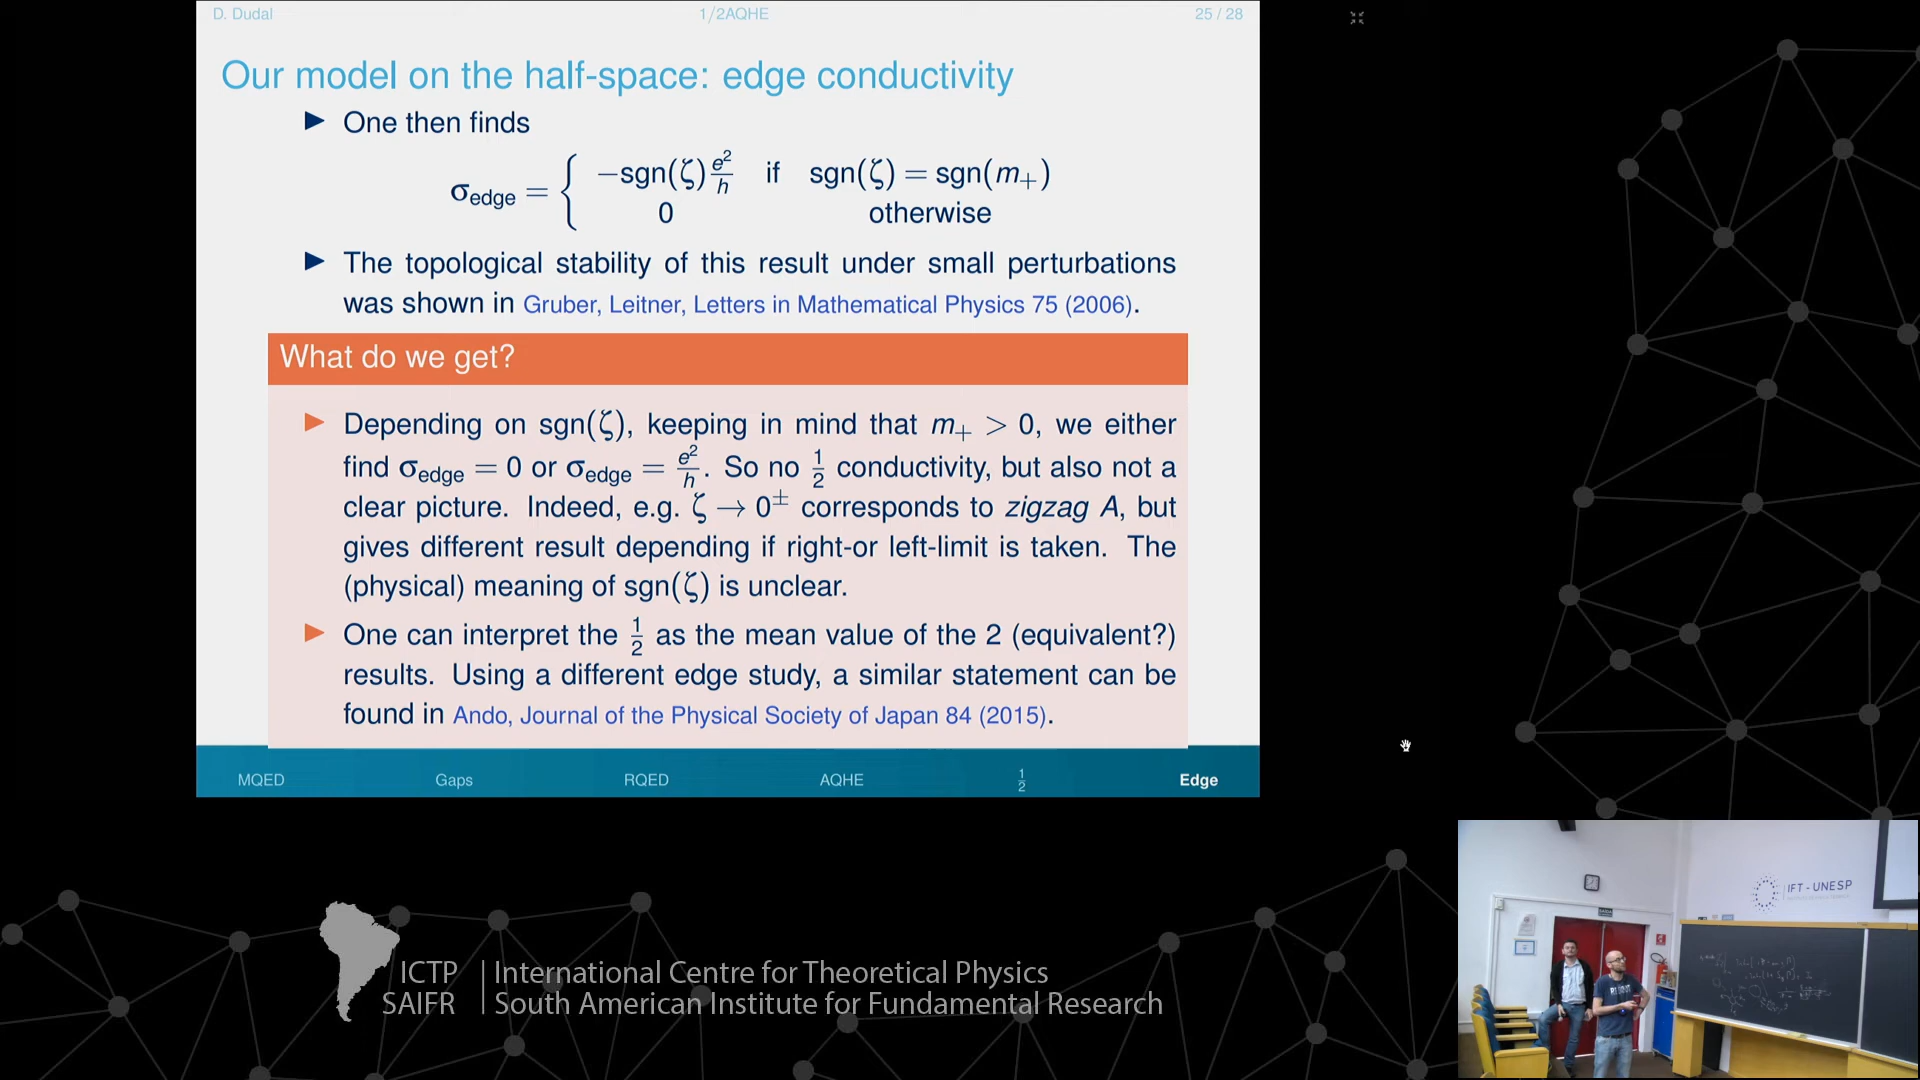 D. Dudal 1/2AQHE 25 / 28
Our model on the half-space: edge conductivity
▶ One then finds
σ_edge = { −sgn(ζ) e²/h if sgn(ζ) = sgn(m₊)
0 otherwise
▶ The topological stability of this result under small perturbations
was shown in Gruber, Leitner, Letters in Mathematical Physics 75 (2006).
What do we get?
▶ Depending on sgn(ζ), keeping in mind that m₊ > 0, we either
find σ_edge = 0 or σ_edge = e²/h. So no 1/2 conductivity, but also not a
clear picture. Indeed, e.g. ζ → 0± corresponds to zigzag A, but
gives different result depending if right-or left-limit is taken. The
(physical) meaning of sgn(ζ) is unclear.
▶ One can interpret the 1/2 as the mean value of the 2 (equivalent?)
results. Using a different edge study, a similar statement can be
found in Ando, Journal of the Physical Society of Japan 84 (2015).
MQED Gaps RQED AQHE 1/2 Edge
IFT - UNESP
ICTP International Centre for Theoretical Physics
SAIFR South American Institute for Fundamental Research